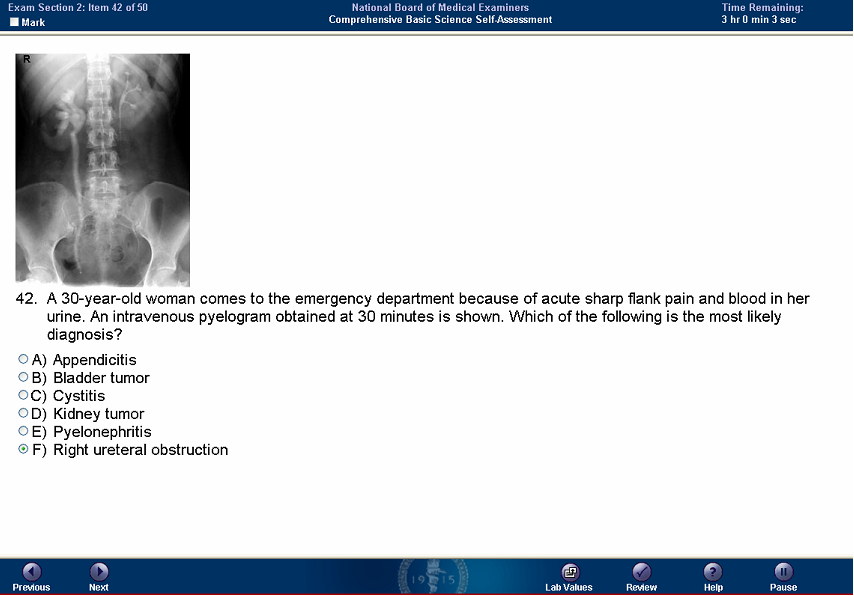 Exam Section 2: Item 42 of 50
National Board of Medical Examiners
Time Remaining:
Mark
Comprehensive Basic Science Self-Assessment
3 hr 0 min 3 sec
R
42. A 30-year-old woman comes to the emergency department because of acute sharp flank pain and blood in her
urine. An intravenous pyelogram obtained at 30 minutes is shown. Which of the following is the most likely
diagnosis?
A) Appendicitis
B) Bladder tumor
C) Cystitis
D) Kidney tumor
E) Pyelonephritis
F) Right ureteral obstruction
1915
Previous
Next
Lab Values
Review
Help
Pause